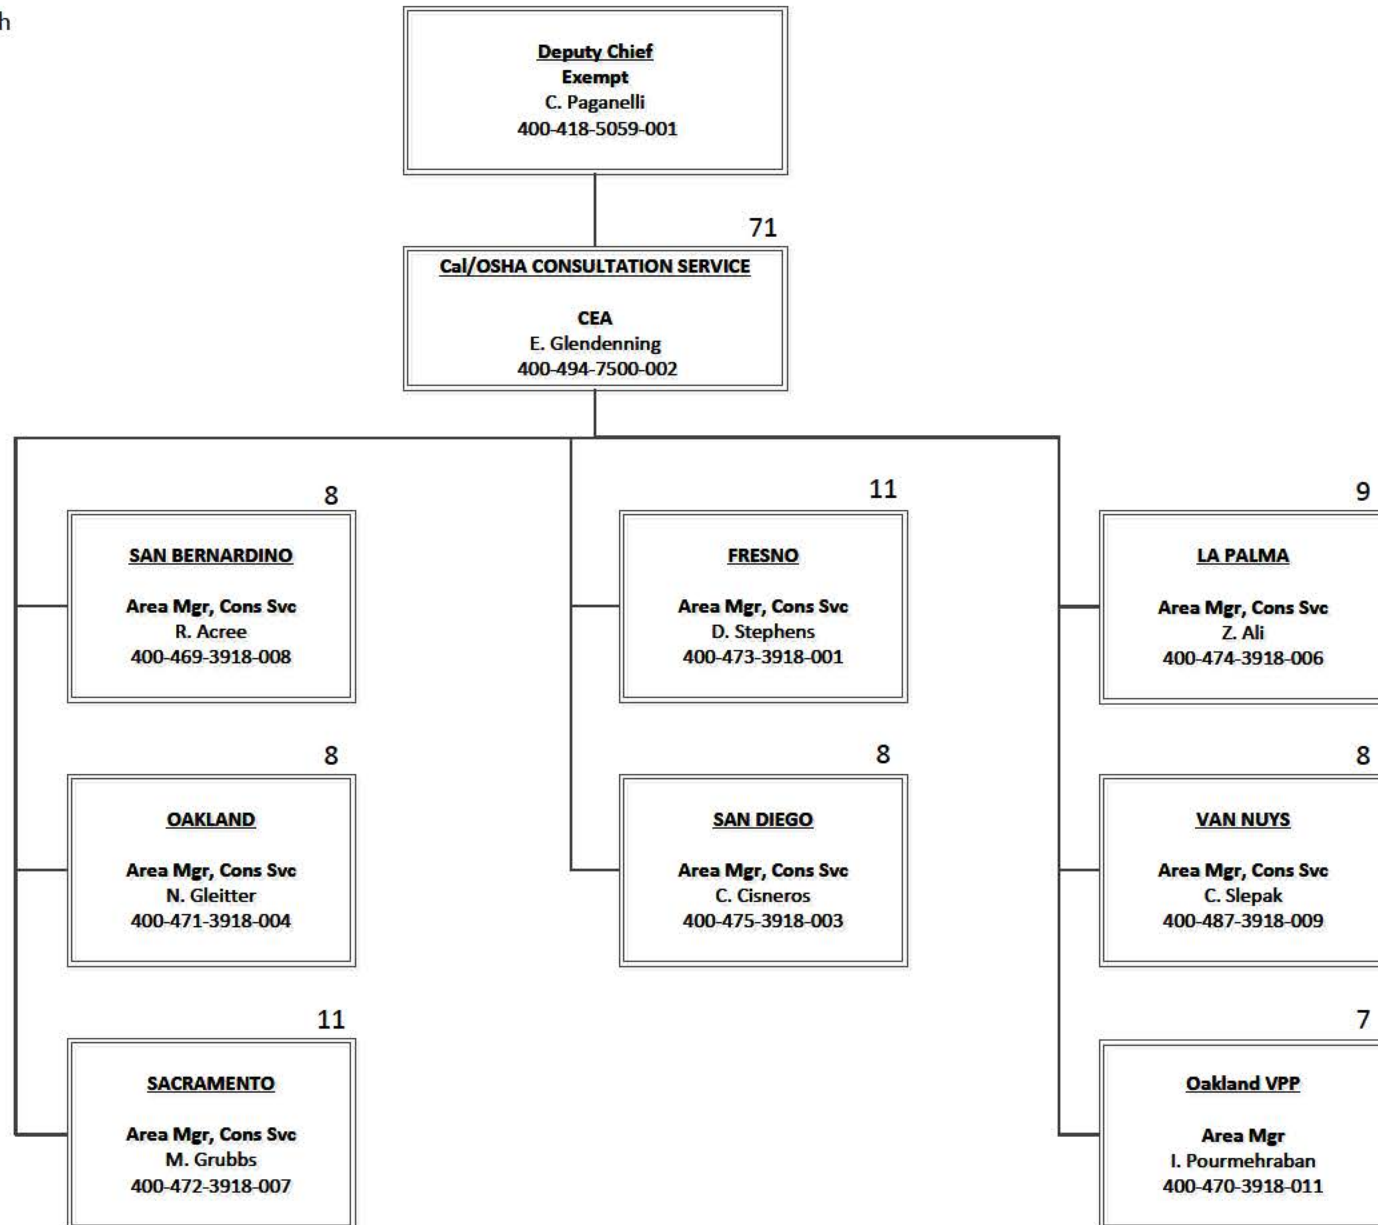 h
Deputy Chief
Exempt
C. Paganelli
400-418-5059-001
71
Cal/OSHA CONSULTATION SERVICE
CEA
E. Glendenning
400-494-7500-002
8
SAN BERNARDINO
Area Mgr, Cons Svc
R. Acree
400-469-3918-008
11
FRESNO
Area Mgr, Cons Svc
D. Stephens
400-473-3918-001
9
LA PALMA
Area Mgr, Cons Svc
Z. Ali
400-474-3918-006
8
OAKLAND
Area Mgr, Cons Svc
N. Gleitter
400-471-3918-004
8
SAN DIEGO
Area Mgr, Cons Svc
C. Cisneros
400-475-3918-003
8
VAN NUYS
Area Mgr, Cons Svc
C. Slepak
400-487-3918-009
11
SACRAMENTO
Area Mgr, Cons Svc
M. Grubbs
400-472-3918-007
7
Oakland VPP
Area Mgr
I. Pourmehraban
400-470-3918-011